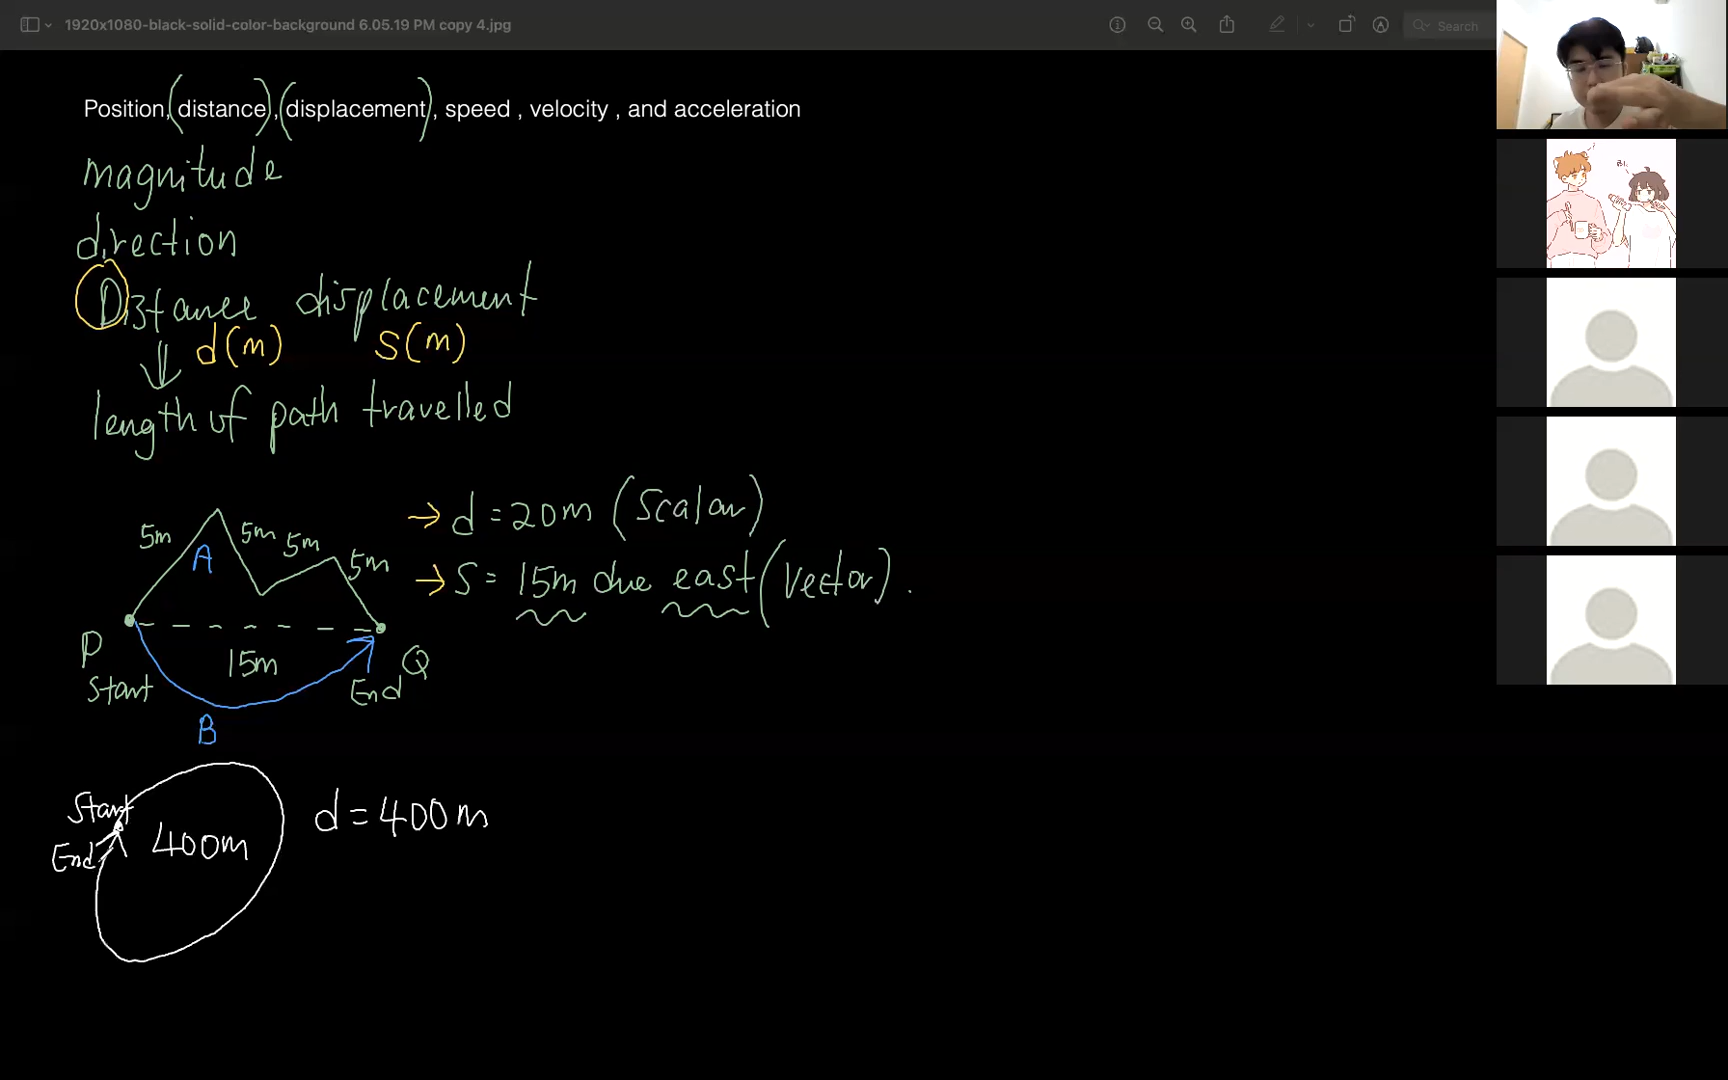 1920x1080-black-solid-color-background 6.05.19 PM copy 4.jpg
Search
Position, (distance), (displacement), speed , velocity , and acceleration
magnitude
direction
Distance displacement
d(m) s(m)
length of path travelled
5m 5m 5m 5m
A
→ d = 20m (Scalar)
→ S = 15m due east (Vector).
P 15m Q
Start End
B
Start
End 400m
d = 400m